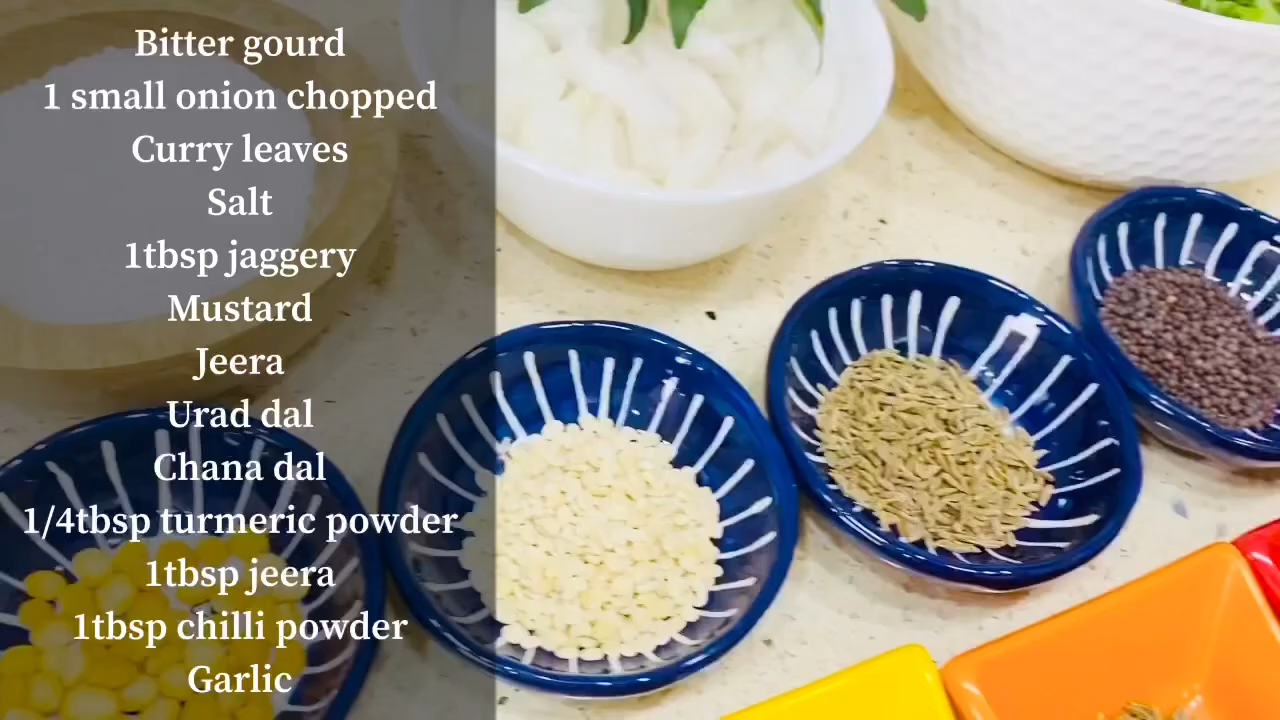 Bitter gourd
1 small onion chopped
Curry leaves
Salt
1tbsp jaggery
Mustard
Jeera
Urad dal
Chana dal
1/4tbsp turmeric powder
1tbsp jeera
1tbsp chilli powder
Garlic